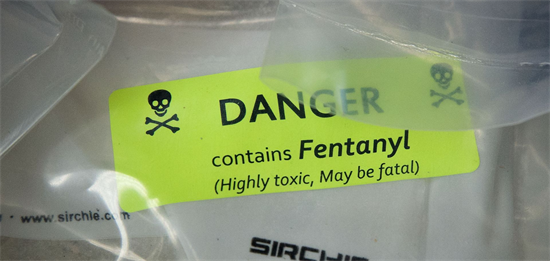 DANGER
contains Fentanyl
(Highly toxic, May be fatal)
www.sirchie.com
SIRCHIE